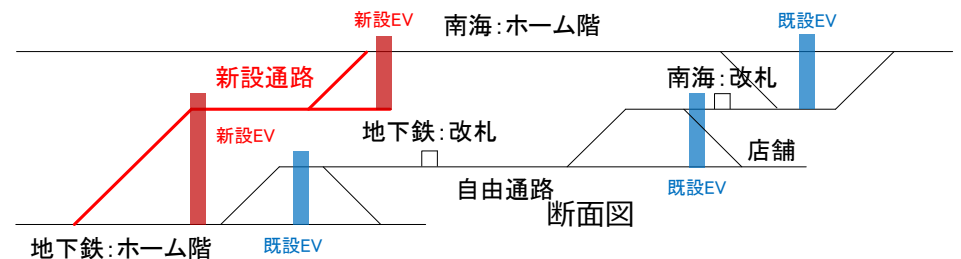 新設EV
南海：ホーム階
既設EV
新設通路
南海：改札
新設EV
地下鉄：改札
店舗
自由通路
既設EV
断面図
地下鉄：ホーム階
既設EV